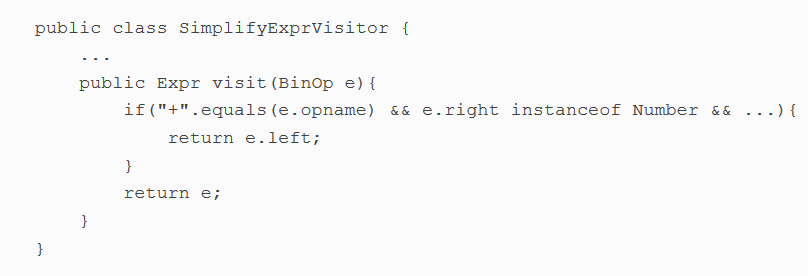 public class SimplifyExprVisitor {
    ...
    public Expr visit(BinOp e){
        if("+".equals(e.opname) && e.right instanceof Number && ...){
            return e.left;
        }
        return e;
    }
}